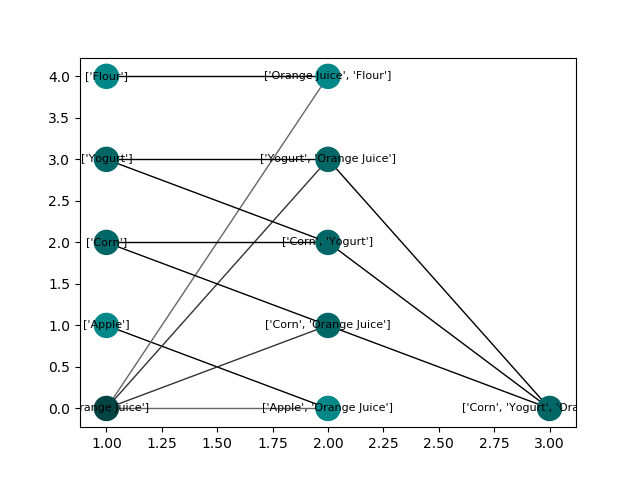 4.0 ['Flour'] ['Orange Juice', 'Flour']
3.5
3.0 ['Yogurt'] ['Yogurt', 'Orange Juice']
2.5
2.0 ['Corn'] ['Corn', 'Yogurt']
1.5
1.0 ['Apple'] ['Corn', 'Orange Juice']
0.5
0.0 range Juice'] ['Apple', 'Orange Juice'] ['Corn', 'Yogurt', 'Ora
1.00 1.25 1.50 1.75 2.00 2.25 2.50 2.75 3.00